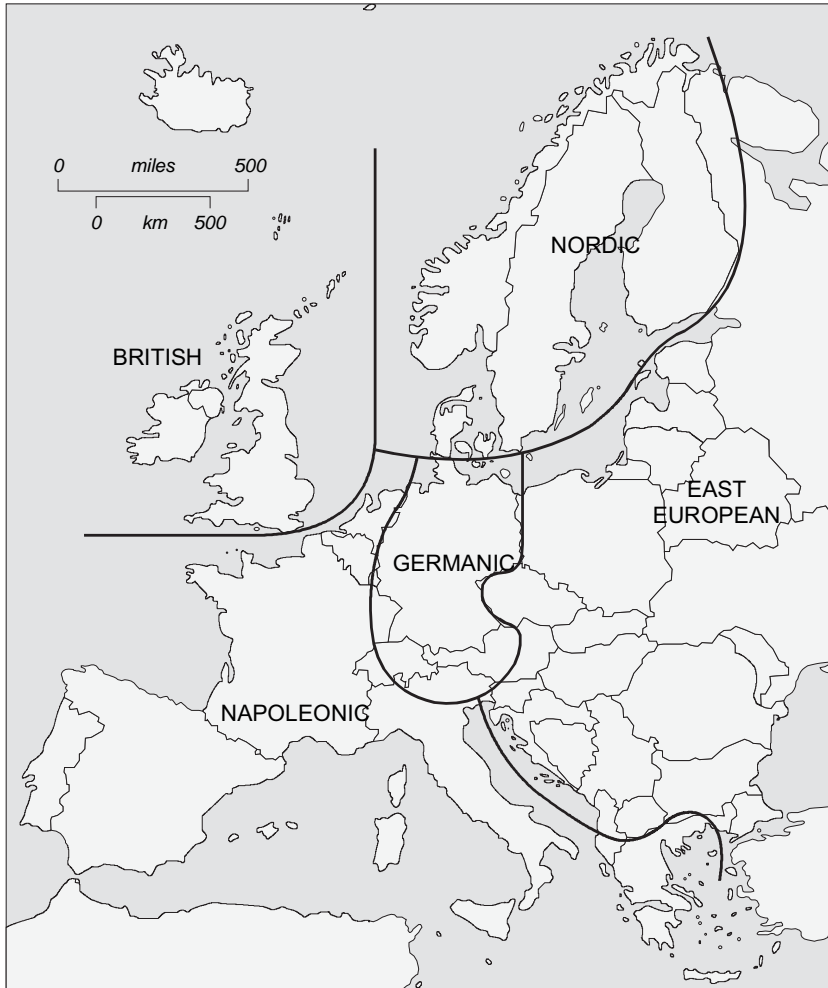 0 miles 500
0 km 500
NORDIC
BRITISH
EAST
EUROPEAN
GERMANIC
NAPOLEONIC